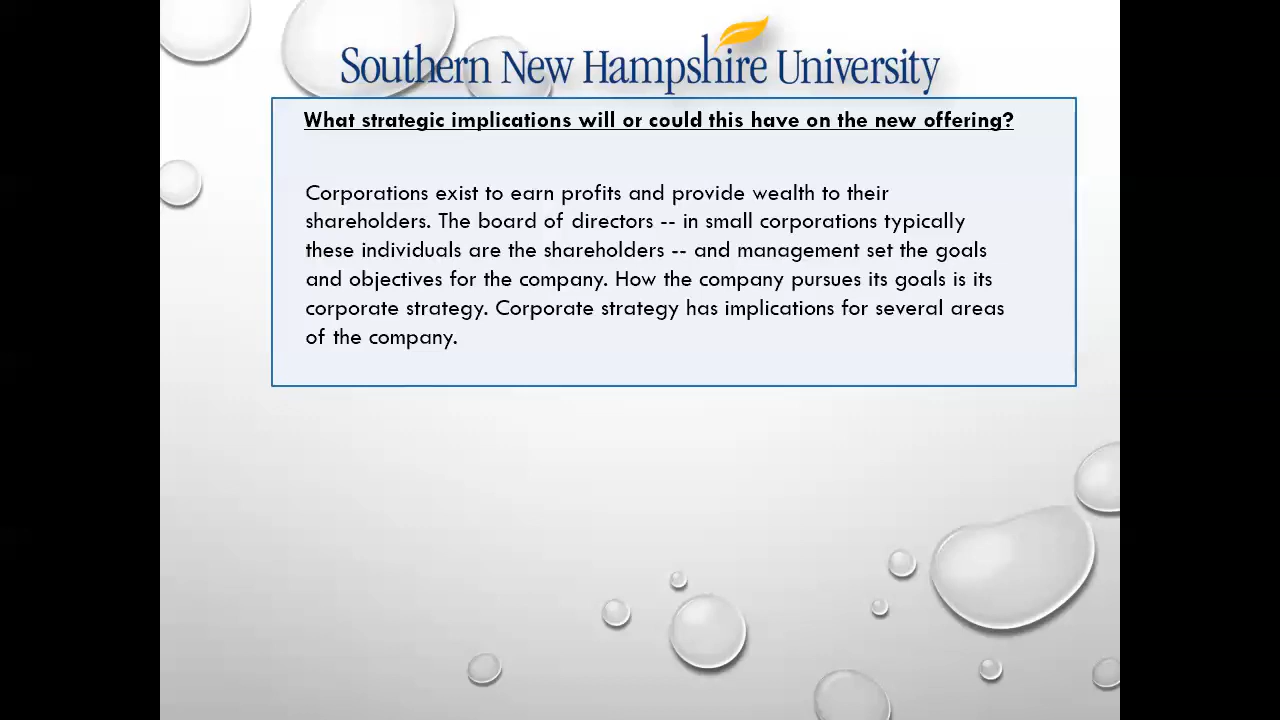 Southern New Hampshire University
What strategic implications will or could this have on the new offering?
Corporations exist to earn profits and provide wealth to their
shareholders. The board of directors -- in small corporations typically
these individuals are the shareholders -- and management set the goals
and objectives for the company. How the company pursues its goals is its
corporate strategy. Corporate strategy has implications for several areas
of the company.